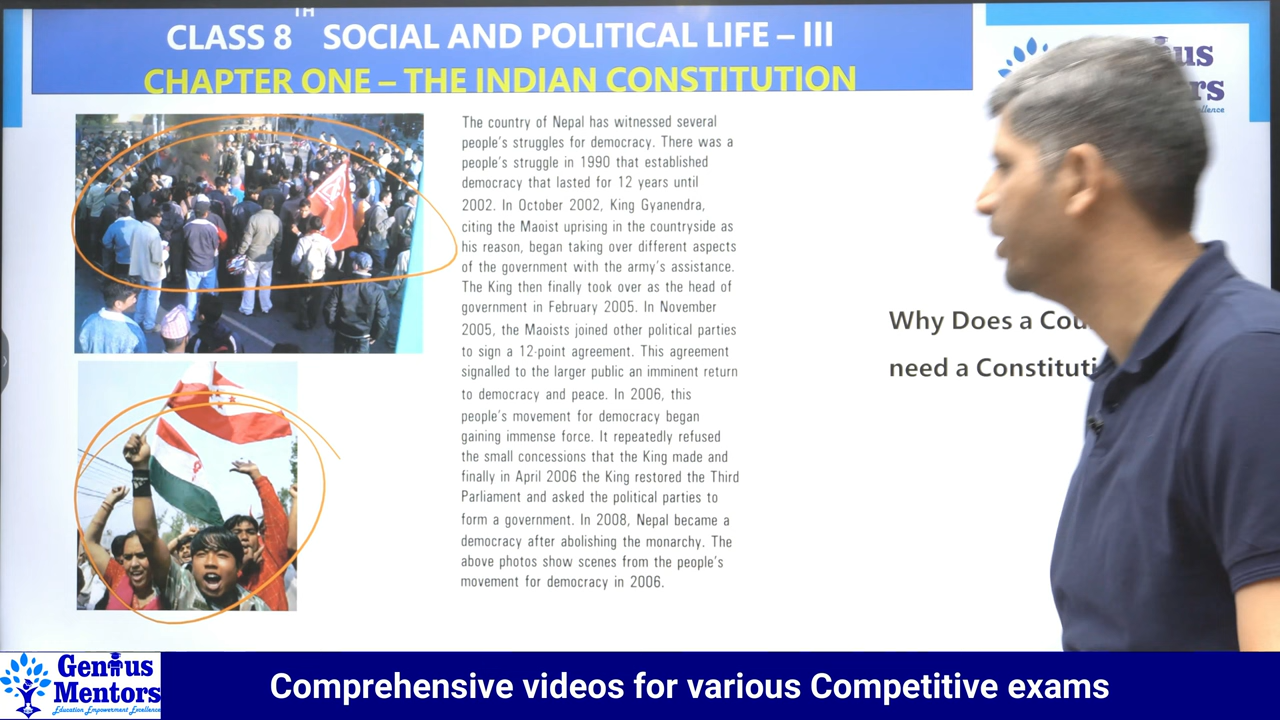 TH
CLASS 8 SOCIAL AND POLITICAL LIFE – III
CHAPTER ONE – THE INDIAN CONSTITUTION
The country of Nepal has witnessed several
people's struggles for democracy. There was a
people's struggle in 1990 that established
democracy that lasted for 12 years until
2002. In October 2002, King Gyanendra,
citing the Maoist uprising in the countryside as
his reason, began taking over different aspects
of the government with the army's assistance.
The King then finally took over as the head of
government in February 2005. In November
2005, the Maoists joined other political parties
to sign a 12-point agreement. This agreement
signalled to the larger public an imminent return
to democracy and peace. In 2006, this
people's movement for democracy began
gaining immense force. It repeatedly refused
the small concessions that the King made and
finally in April 2006 the King restored the Third
Parliament and asked the political parties to
form a government. In 2008, Nepal became a
democracy after abolishing the monarchy. The
above photos show scenes from the people's
movement for democracy in 2006.
Why Does a
need a
Genius
Mentors
Education Empowerment Excellence
Comprehensive videos for various Competitive exams